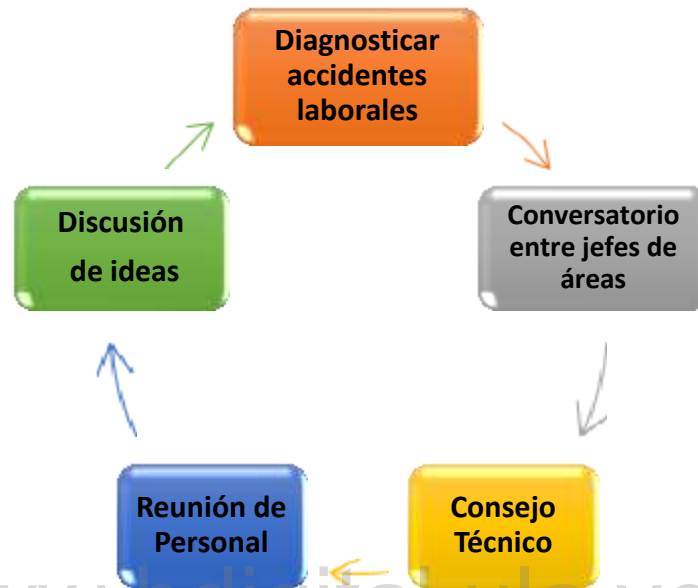 Diagnosticar
accidentes
laborales
Conversatorio
entre jefes de
áreas
Consejo
Técnico
Reunión de
Personal
Discusión
de ideas